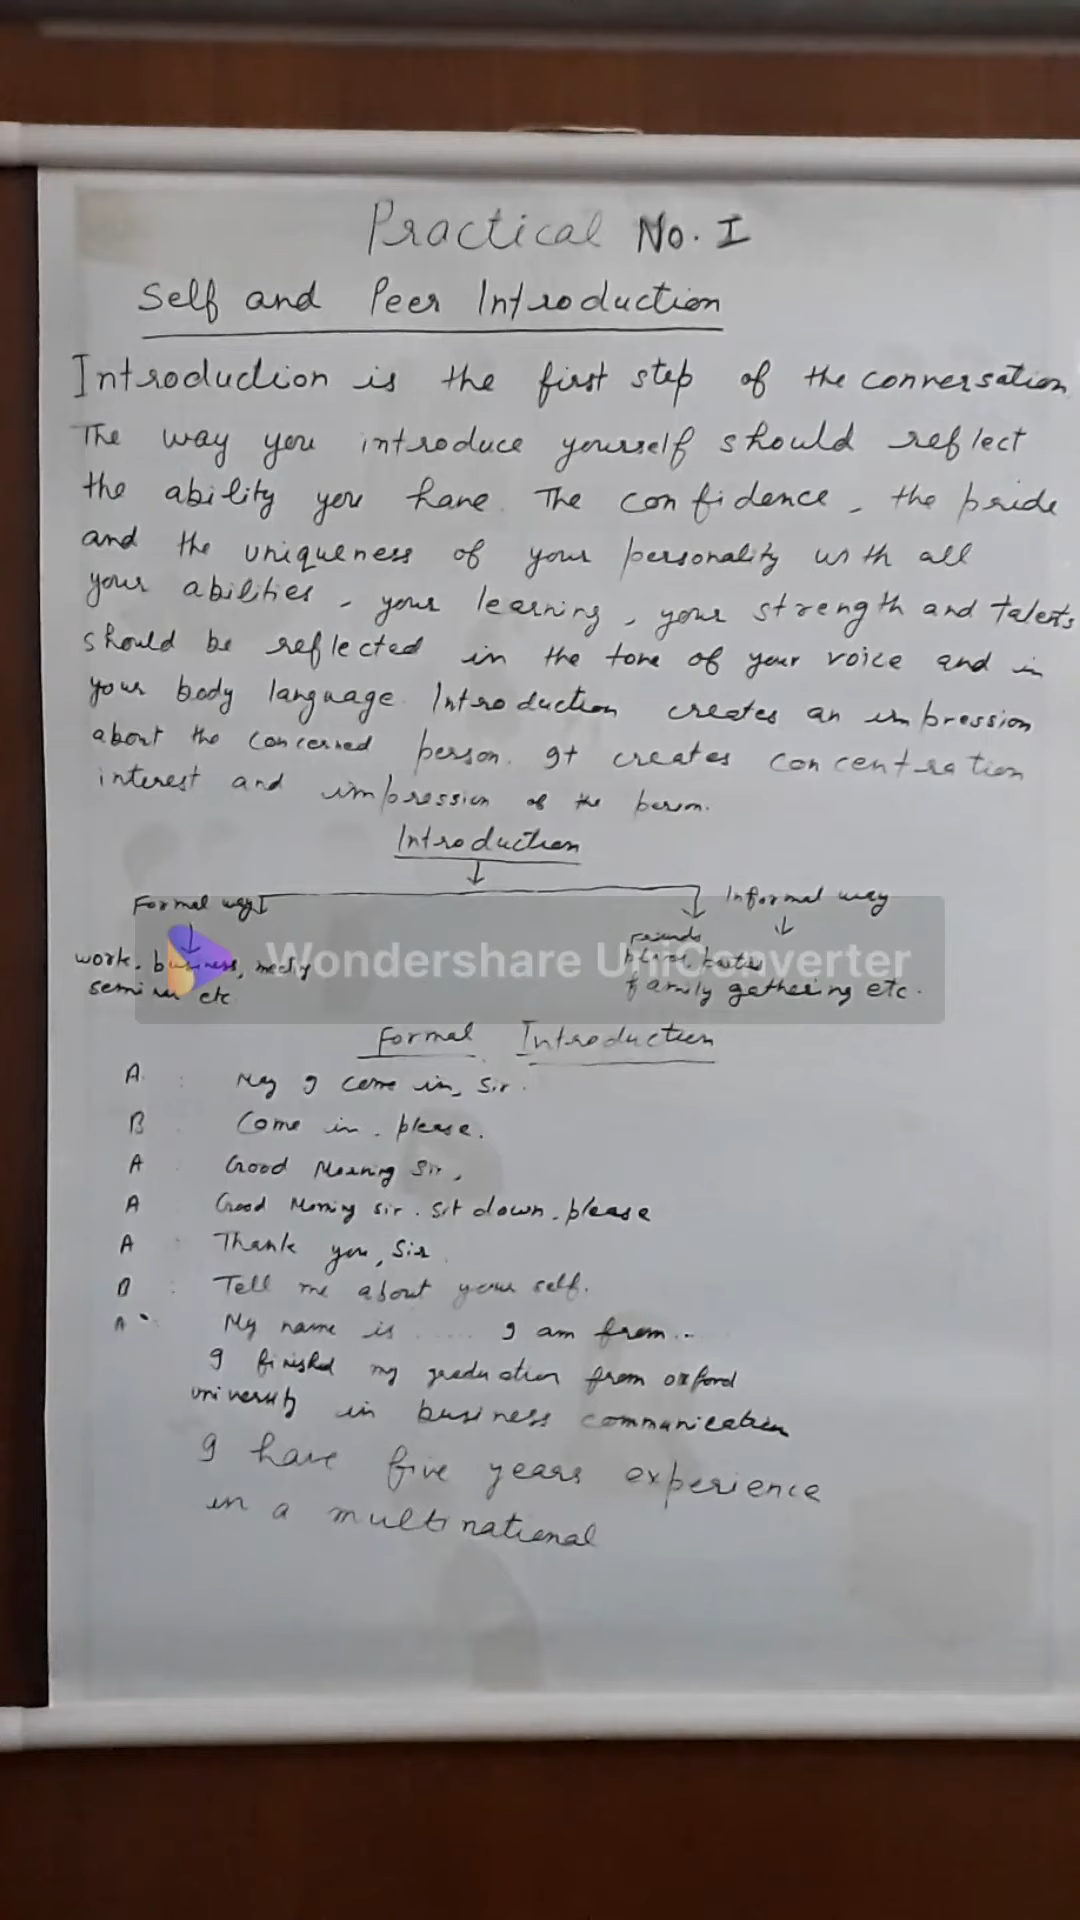 Practical No. I
Self and Peer Introduction
Introduction is the first step of the conversation
The way you introduce yourself should reflect
the ability you have. The confidence, the pride
and the uniqueness of your personality with all
your abilities, your learning, your strength and talents
should be reflected in the tone of your voice and in
your body language. Introduction creates an impression
about the concerned person. It creates concentration
interest and impression of the person.
Introduction
Formal way
Informal way
work, business,
etc
Friends
family gathering etc.
Wondershare UniConverter
Formal Introduction
A : May I come in, Sir.
B : Come in, please.
A : Good Morning Sir,
A : Good Morning sir. Sit down, please
A : Thank you, Sir.
B : Tell me about your self.
A : My name is ..... I am from...
I finished my graduation from oxford
university in business communication
I have five years experience
in a multinational